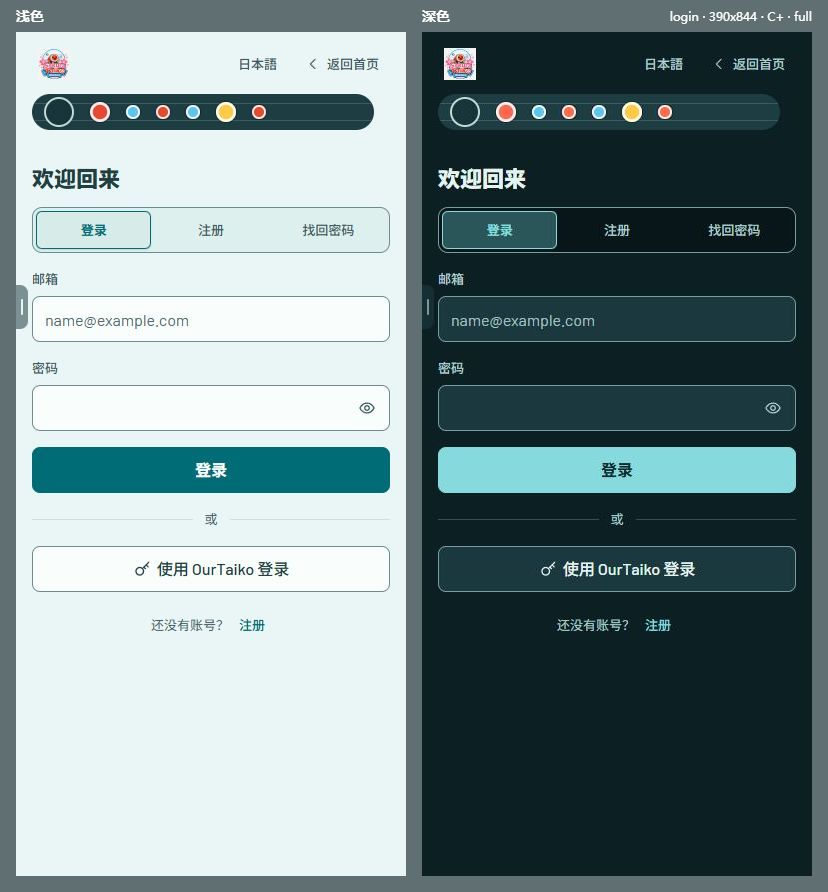 浅色
日本語 返回首页
欢迎回来
登录 注册 找回密码
邮箱
name@example.com
密码
登录
或
使用 OurTaiko 登录
还没有账号? 注册
深色 login · 390x844 · C+ · full
日本語 返回首页
欢迎回来
登录 注册 找回密码
邮箱
name@example.com
密码
登录
或
使用 OurTaiko 登录
还没有账号? 注册